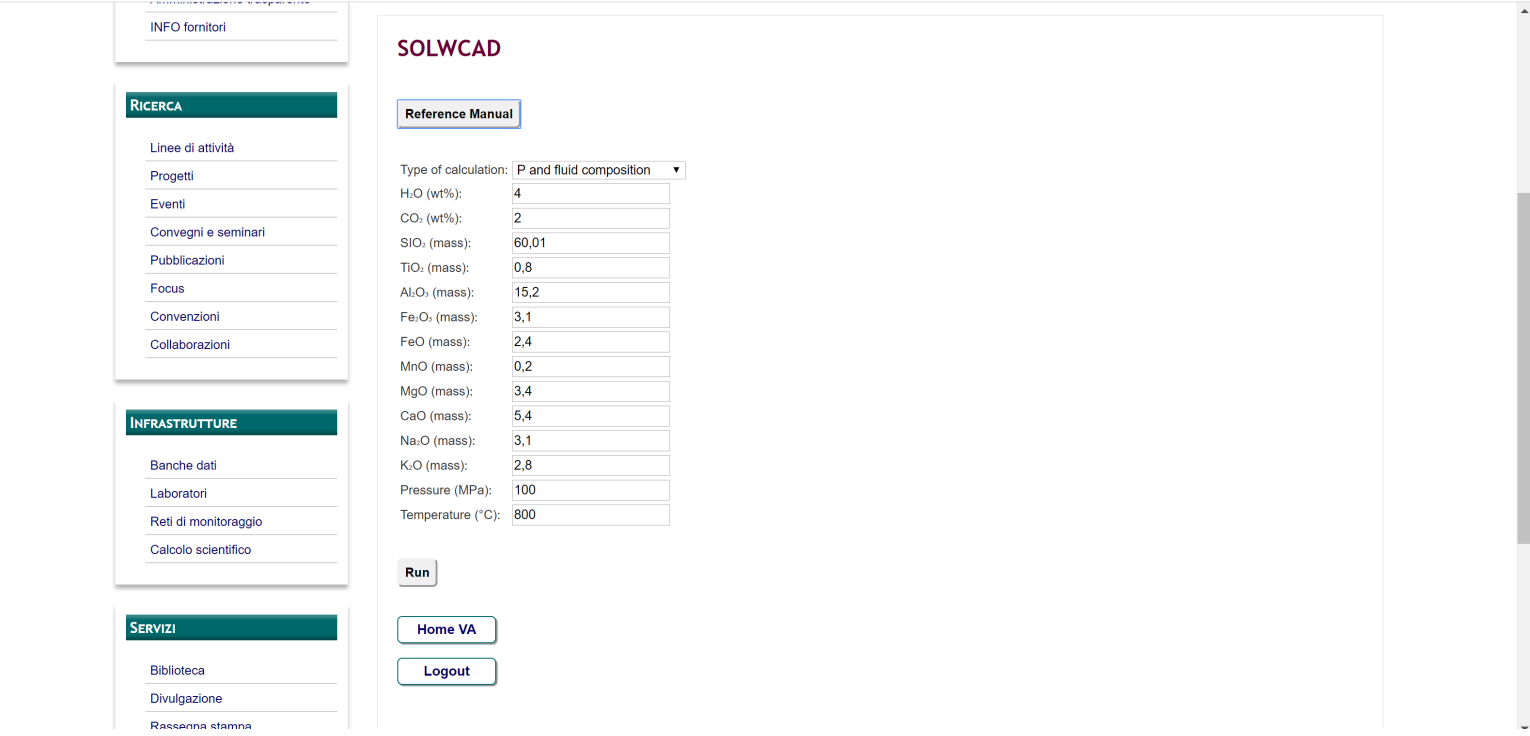 Amministrazione trasparente
INFO fornitori
RICERCA
Linee di attività
Progetti
Eventi
Convegni e seminari
Pubblicazioni
Focus
Convenzioni
Collaborazioni
INFRASTRUTTURE
Banche dati
Laboratori
Reti di monitoraggio
Calcolo scientifico
SERVIZI
Biblioteca
Divulgazione
Rassegna stampa
SOLWCAD
Reference Manual
Type of calculation: P and fluid composition
H₂O (wt%): 4
CO₂ (wt%): 2
SIO₂ (mass): 60,01
TiO₂ (mass): 0,8
Al₂O₃ (mass): 15,2
Fe₂O₃ (mass): 3,1
FeO (mass): 2,4
MnO (mass): 0,2
MgO (mass): 3,4
CaO (mass): 5,4
Na₂O (mass): 3,1
K₂O (mass): 2,8
Pressure (MPa): 100
Temperature (°C): 800
Run
Home VA
Logout